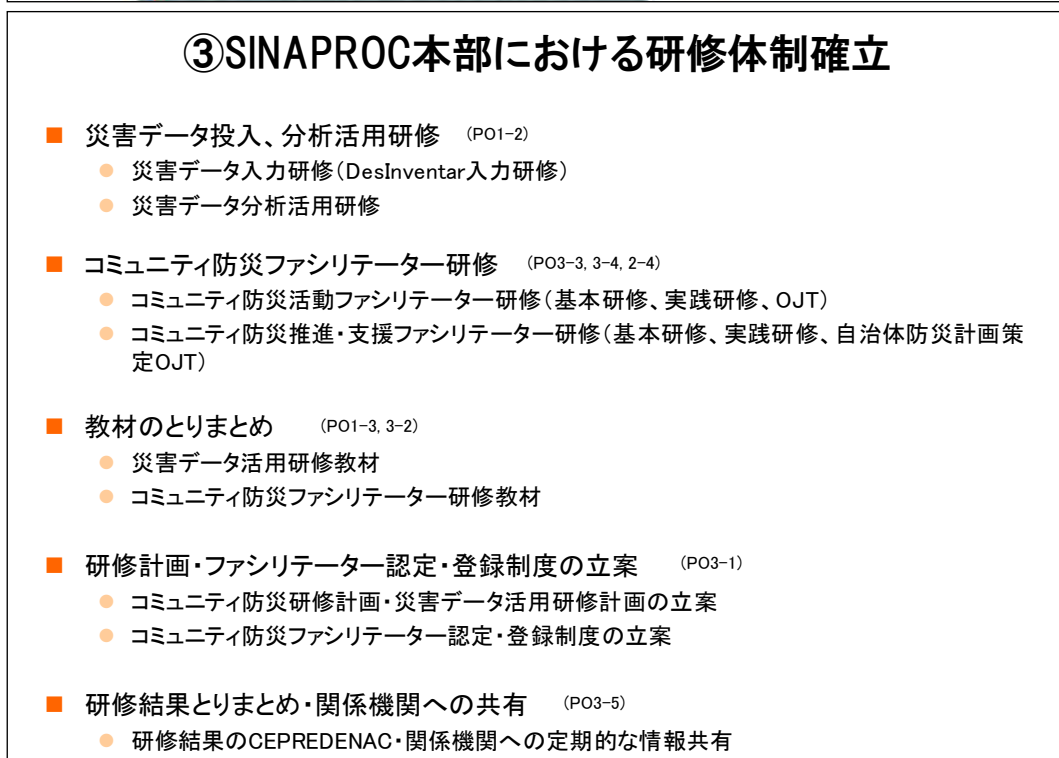 ③SINAPROC本部における研修体制確立
■ 災害データ投入、分析活用研修 (PO1-2)
● 災害データ入力研修(DesInventar入力研修)
● 災害データ分析活用研修
■ コミュニティ防災ファシリテーター研修 (PO3-3, 3-4, 2-4)
● コミュニティ防災活動ファシリテーター研修(基本研修、実践研修、OJT)
● コミュニティ防災推進・支援ファシリテーター研修(基本研修、実践研修、自治体防災計画策
定OJT)
■ 教材のとりまとめ (PO1-3, 3-2)
● 災害データ活用研修教材
● コミュニティ防災ファシリテーター研修教材
■ 研修計画・ファシリテーター認定・登録制度の立案 (PO3-1)
● コミュニティ防災研修計画・災害データ活用研修計画の立案
● コミュニティ防災ファシリテーター認定・登録制度の立案
■ 研修結果とりまとめ・関係機関への共有 (PO3-5)
● 研修結果のCEPREDENAC・関係機関への定期的な情報共有